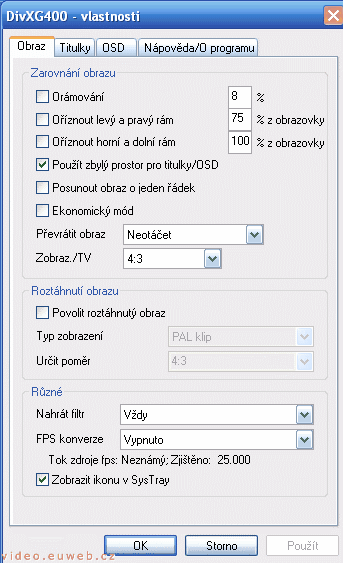 DivXG400 - vlastnosti
Obraz Titulky OSD Nápověda/O programu
Zarovnání obrazu
Orámování 8 %
Oříznout levý a pravý rám 75 % z obrazovky
Oříznout horní a dolní rám 100 % z obrazovky
Použít zbylý prostor pro titulky/OSD
Posunout obraz o jeden řádek
Ekonomický mód
Převrátit obraz Neotáčet
Zobraz./TV 4:3
Roztáhnutí obrazu
Povolit roztáhnutý obraz
Typ zobrazení PAL klip
Určit poměr 4:3
Různé
Nahrát filtr Vždy
FPS konverze Vypnuto
Tok zdroje fps: Neznámý; Zjištěno: 25.000
Zobrazit ikonu v SysTray
OK Storno Použít
video.euweb.cz